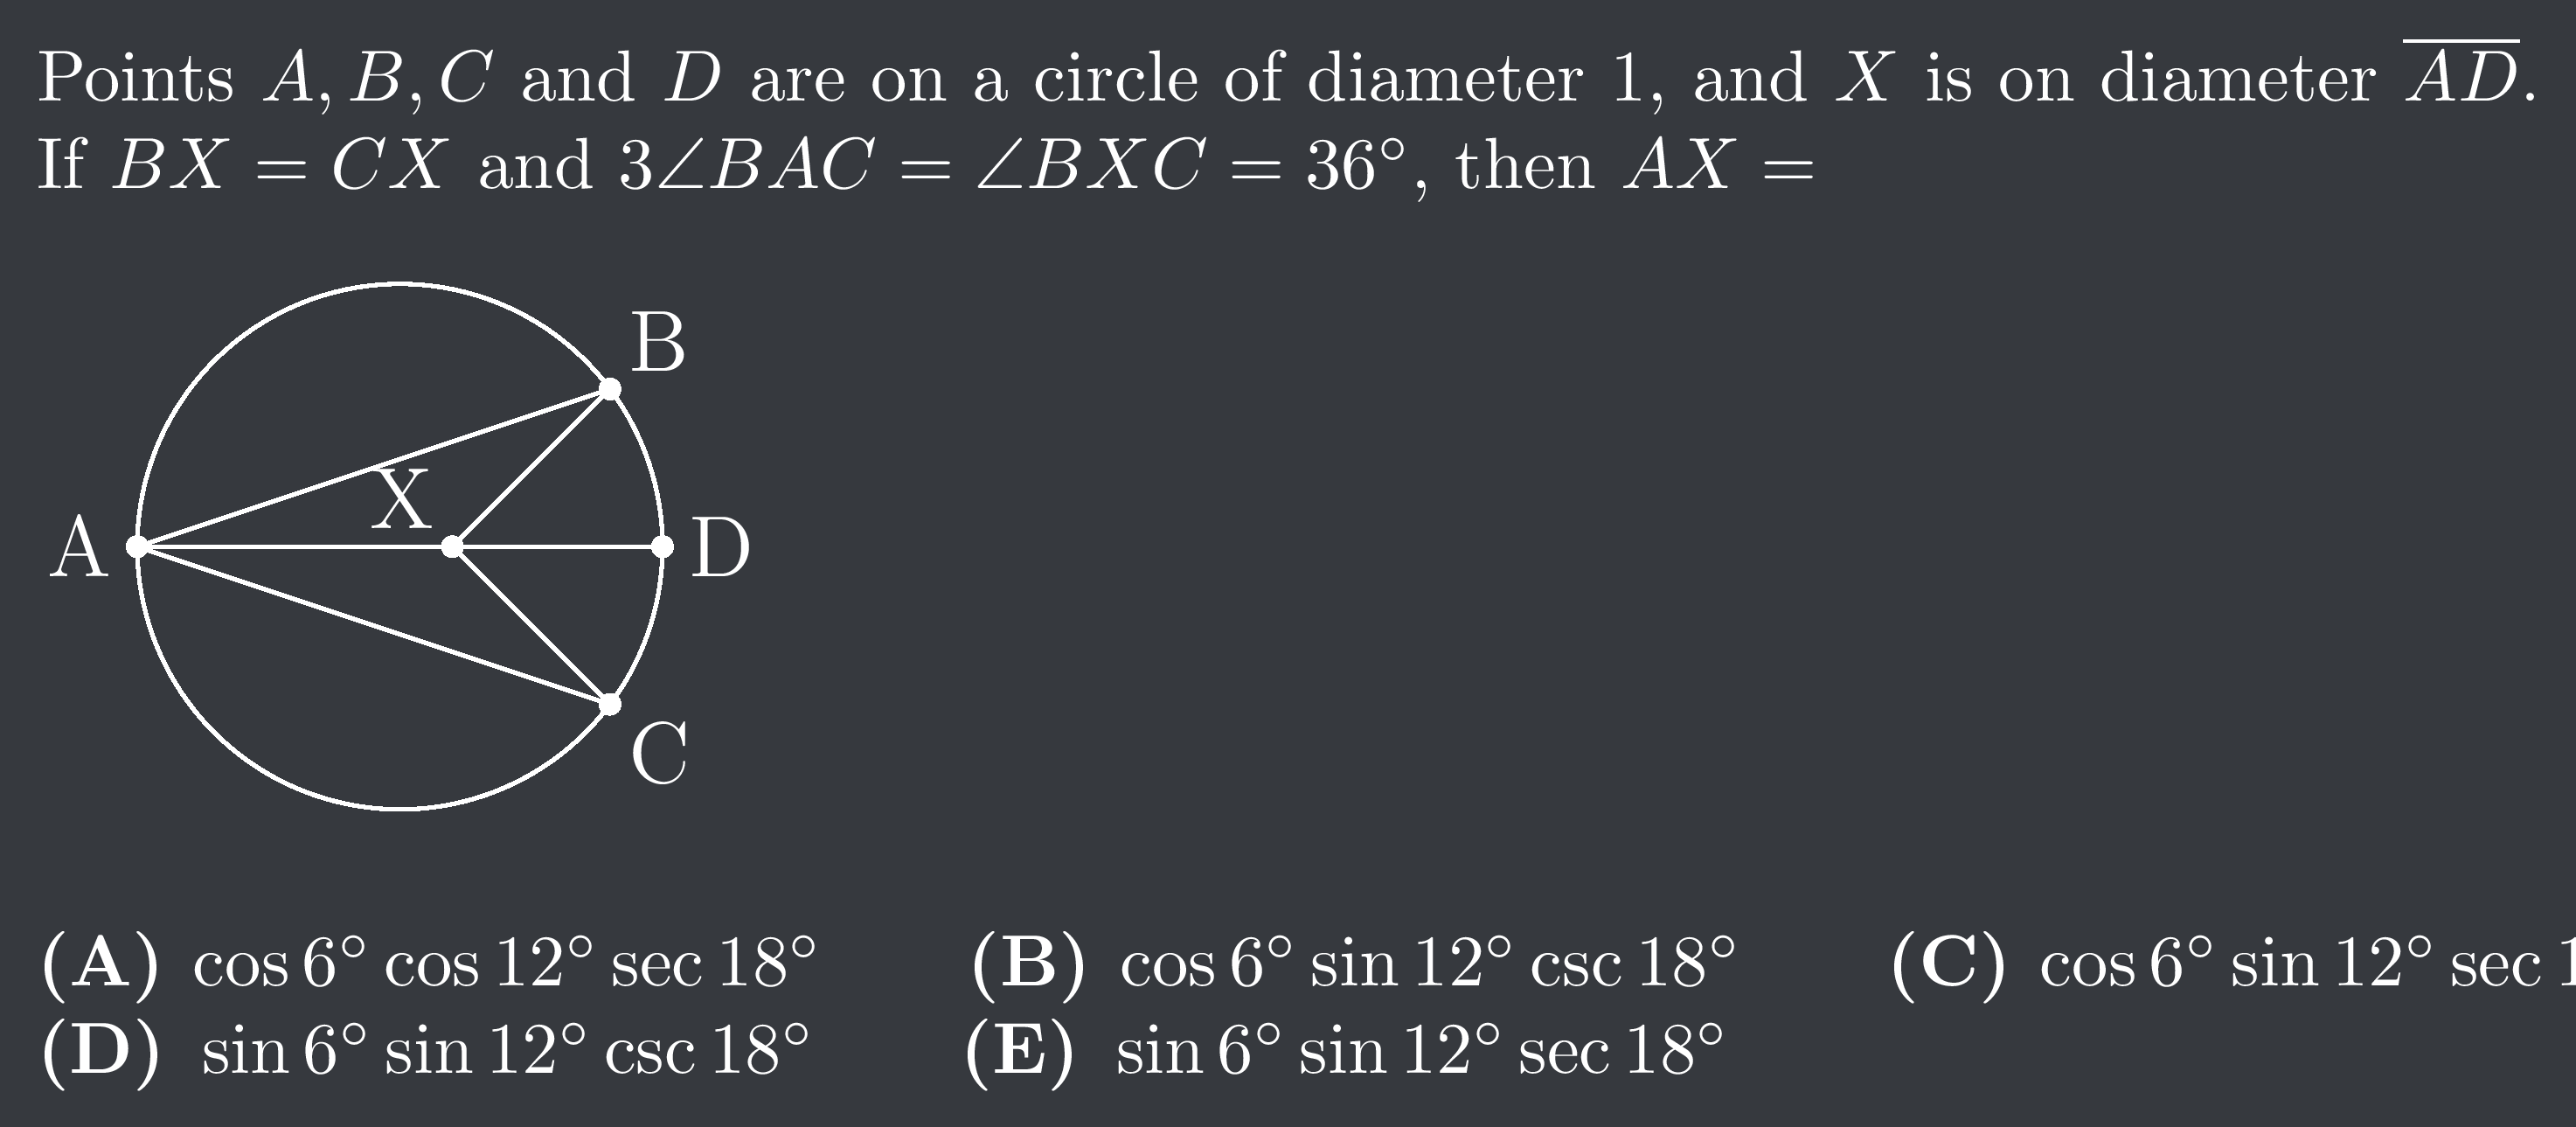 Points A, B, C and D are on a circle of diameter 1, and X is on diameter \overline{AD}.
If BX = CX and 3∠BAC = ∠BXC = 36°, then AX =
B
X
A
D
C
(A) cos 6° cos 12° sec 18° (B) cos 6° sin 12° csc 18° (C) cos 6° sin 12° sec
(D) sin 6° sin 12° csc 18° (E) sin 6° sin 12° sec 18°